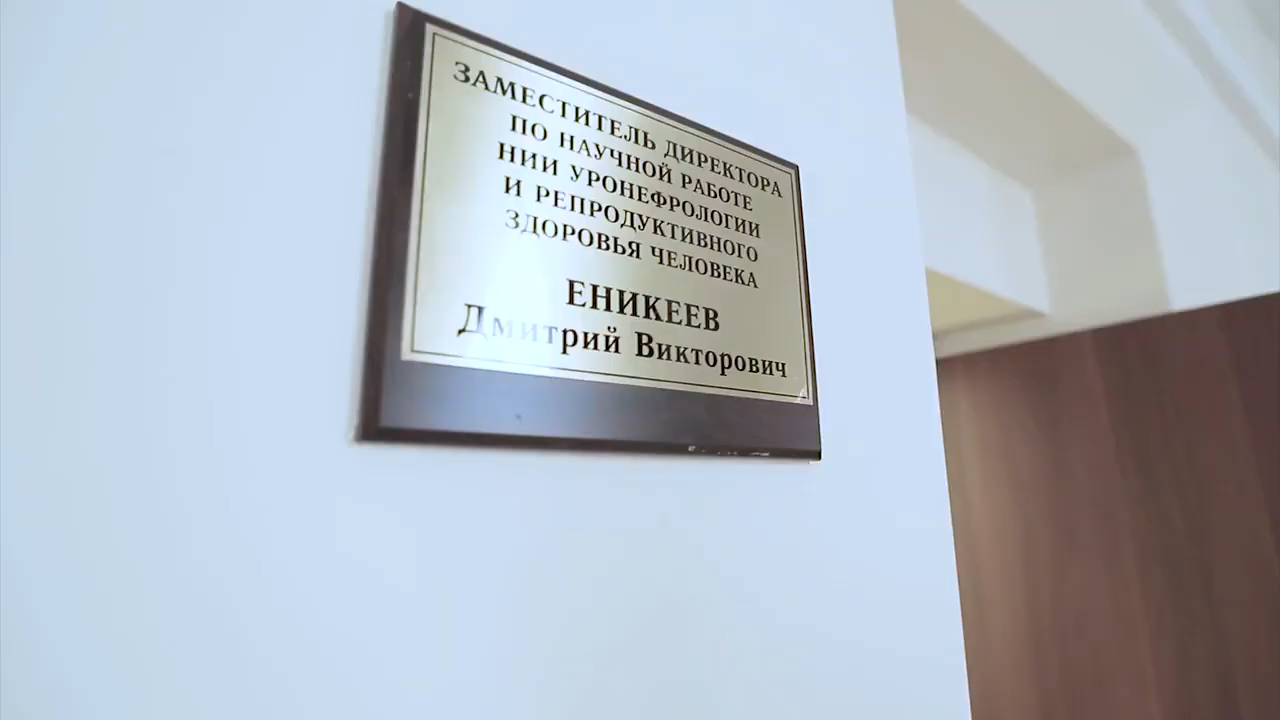 ЗАМЕСТИТЕЛЬ ДИРЕКТОРА
ПО НАУЧНОЙ РАБОТЕ
НИИ УРОНЕФРОЛОГИИ
И РЕПРОДУКТИВНОГО
ЗДОРОВЬЯ ЧЕЛОВЕКА
ЕНИКЕЕВ
Дмитрий Викторович